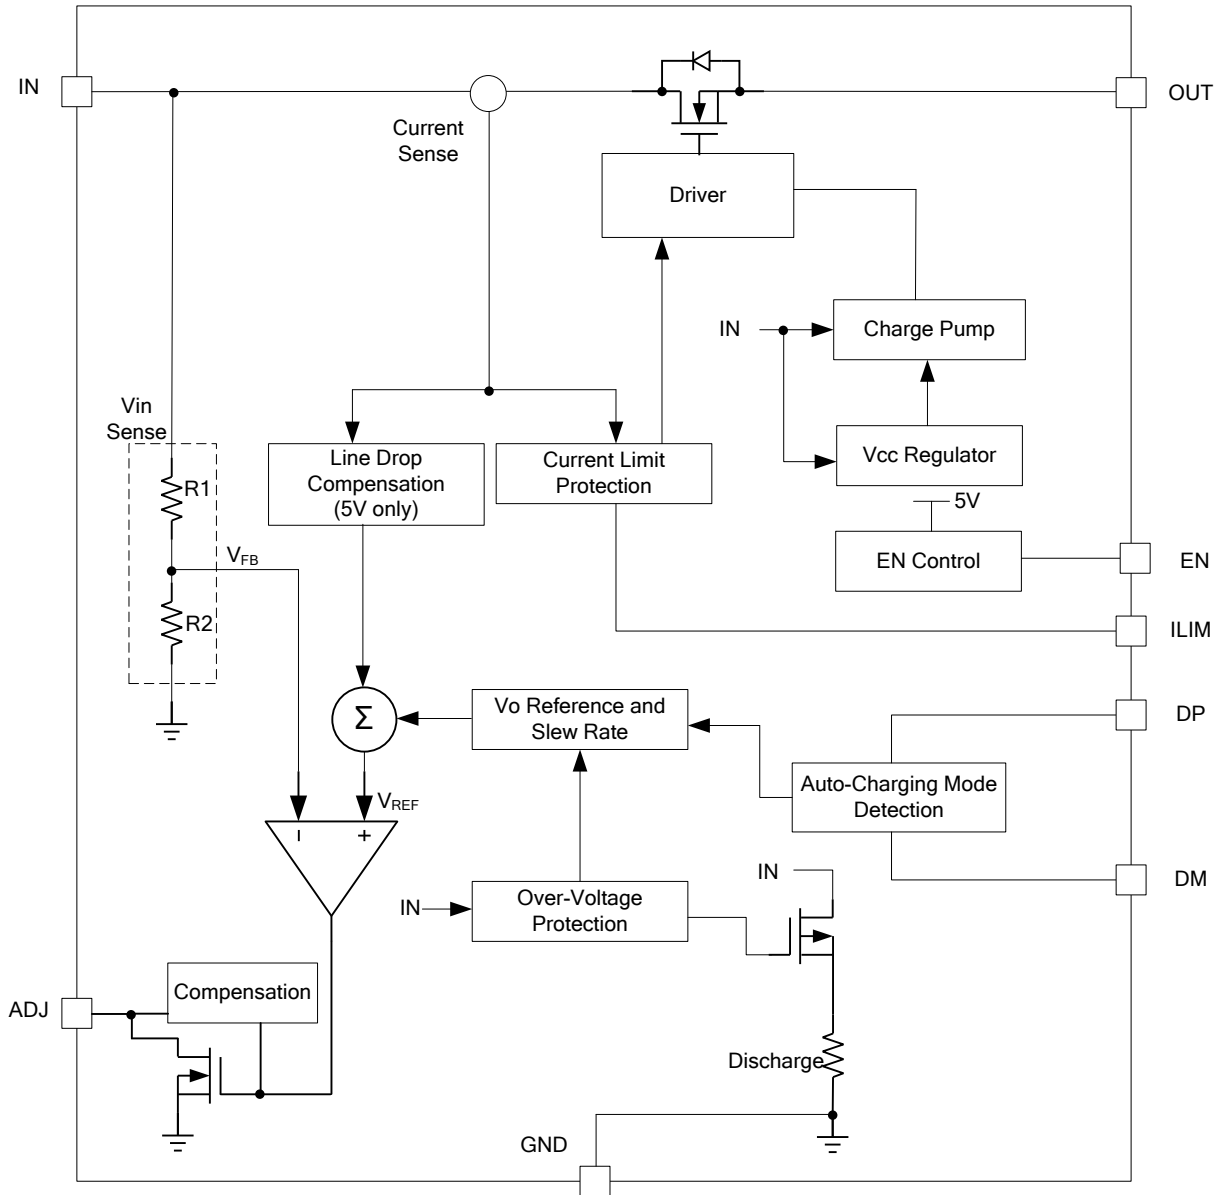 IN
OUT
Current
Sense
Driver
IN
Charge Pump
Vin
Sense
Line Drop
Compensation
(5V only)
Current Limit
Protection
Vcc Regulator
R1
5V
VFB
EN Control
EN
R2
ILIM
Σ
Vo Reference and
Slew Rate
DP
Auto-Charging Mode
Detection
VREF
− +
IN
DM
IN
Over-Voltage
Protection
Compensation
ADJ
Discharge
GND